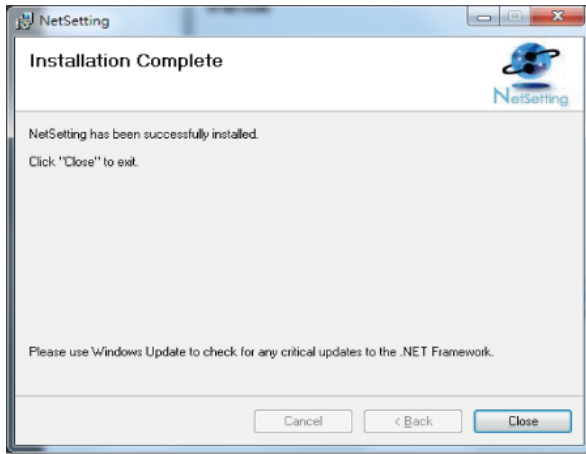 NetSetting
Installation Complete
NetSetting
NetSetting has been successfully installed.
Click "Close" to exit.
Please use Windows Update to check for any critical updates to the .NET Framework.
Cancel
< Back
Close